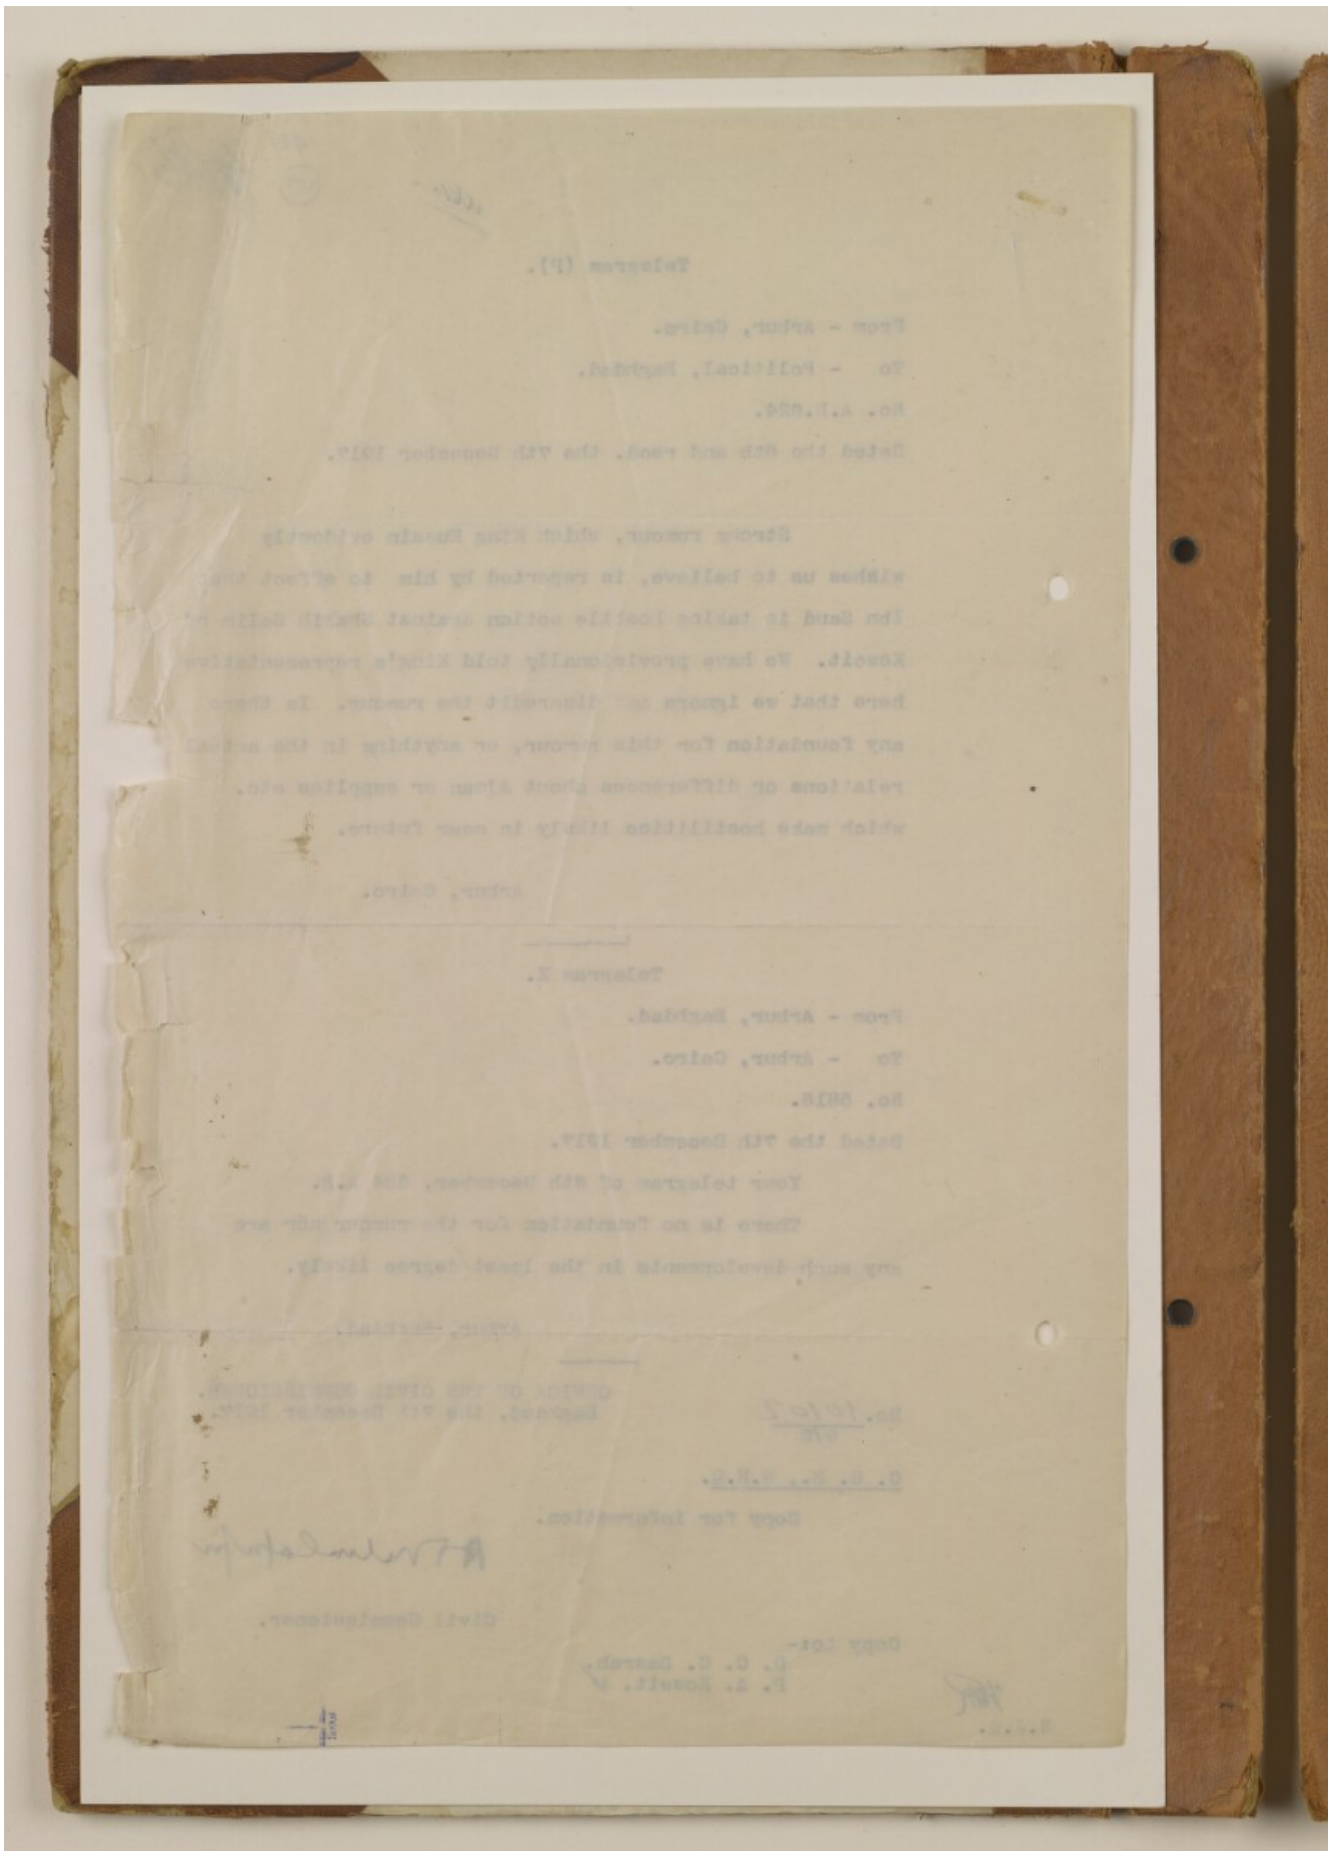 Telegram (P).
From - Arbur, Cairo.
To - Political, Baghdad.
No. A.B.824.
Dated the 6th and recd. the 7th December 1917.
Strong rumour, which King Husain evidently
wishes us to believe, is reported by him to effect that
Ibn Saud is taking hostile action against Shaikh Salim of
Koweit. We have provisionally told King's representative
here that we ignore and discredit the rumour. Is there
any foundation for this rumour, or anything in the actual
relations or differences about Ajman or supplies etc.
which make hostilities likely in near future.
Arbur, Cairo.
Telegram X.
From - Arbur, Baghdad.
To - Arbur, Cairo.
No. 5818.
Dated the 7th December 1917.
Your telegram of 6th December, A.B.
There is no foundation for the rumour nor are
any such developments in the least degree likely.
Arbur, Baghdad.
OFFICE OF THE CIVIL COMMISSIONER.
No. 10107 Baghdad, the 7th December 1917.
Copy for information.
Civil Commissioner.
Copy to:-
D. C. C. Basrah.
P. A. Koweit.